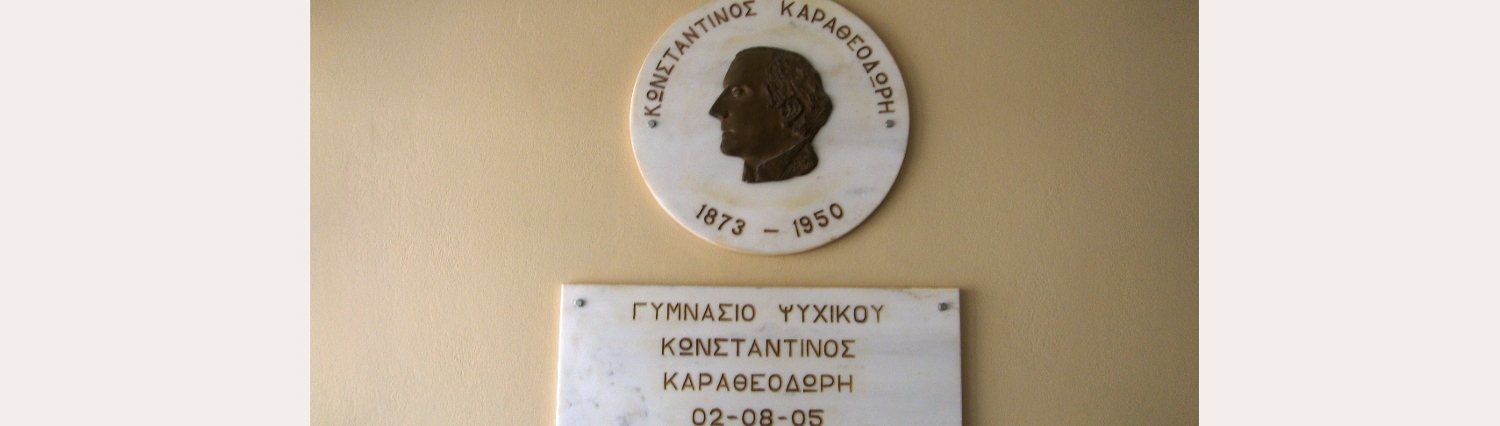 ΚΩΝΣΤΑΝΤΙΝΟΣ ΚΑΡΑΘΕΟΔΩΡΗ
1873 – 1950
ΓΥΜΝΑΣΙΟ ΨΥΧΙΚΟΥ
ΚΩΝΣΤΑΝΤΙΝΟΣ
ΚΑΡΑΘΕΟΔΩΡΗ
02-08-05